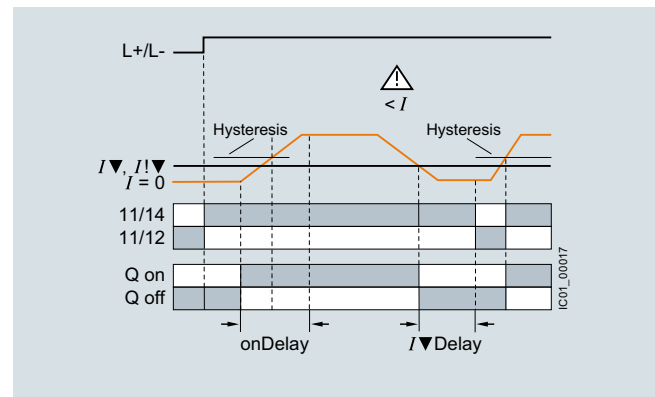 L+/L-
< I
Hysteresis Hysteresis
I▼, I!▼
I = 0
11/14
11/12
Q on
Q off
onDelay I▼Delay
IC01_00017